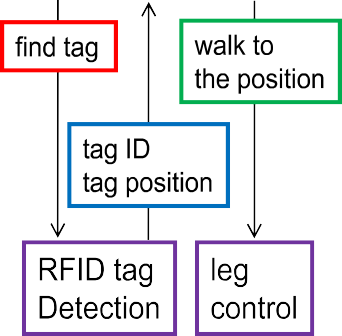 find tag
walk to
the position
tag ID
tag position
RFID tag
Detection
leg
control